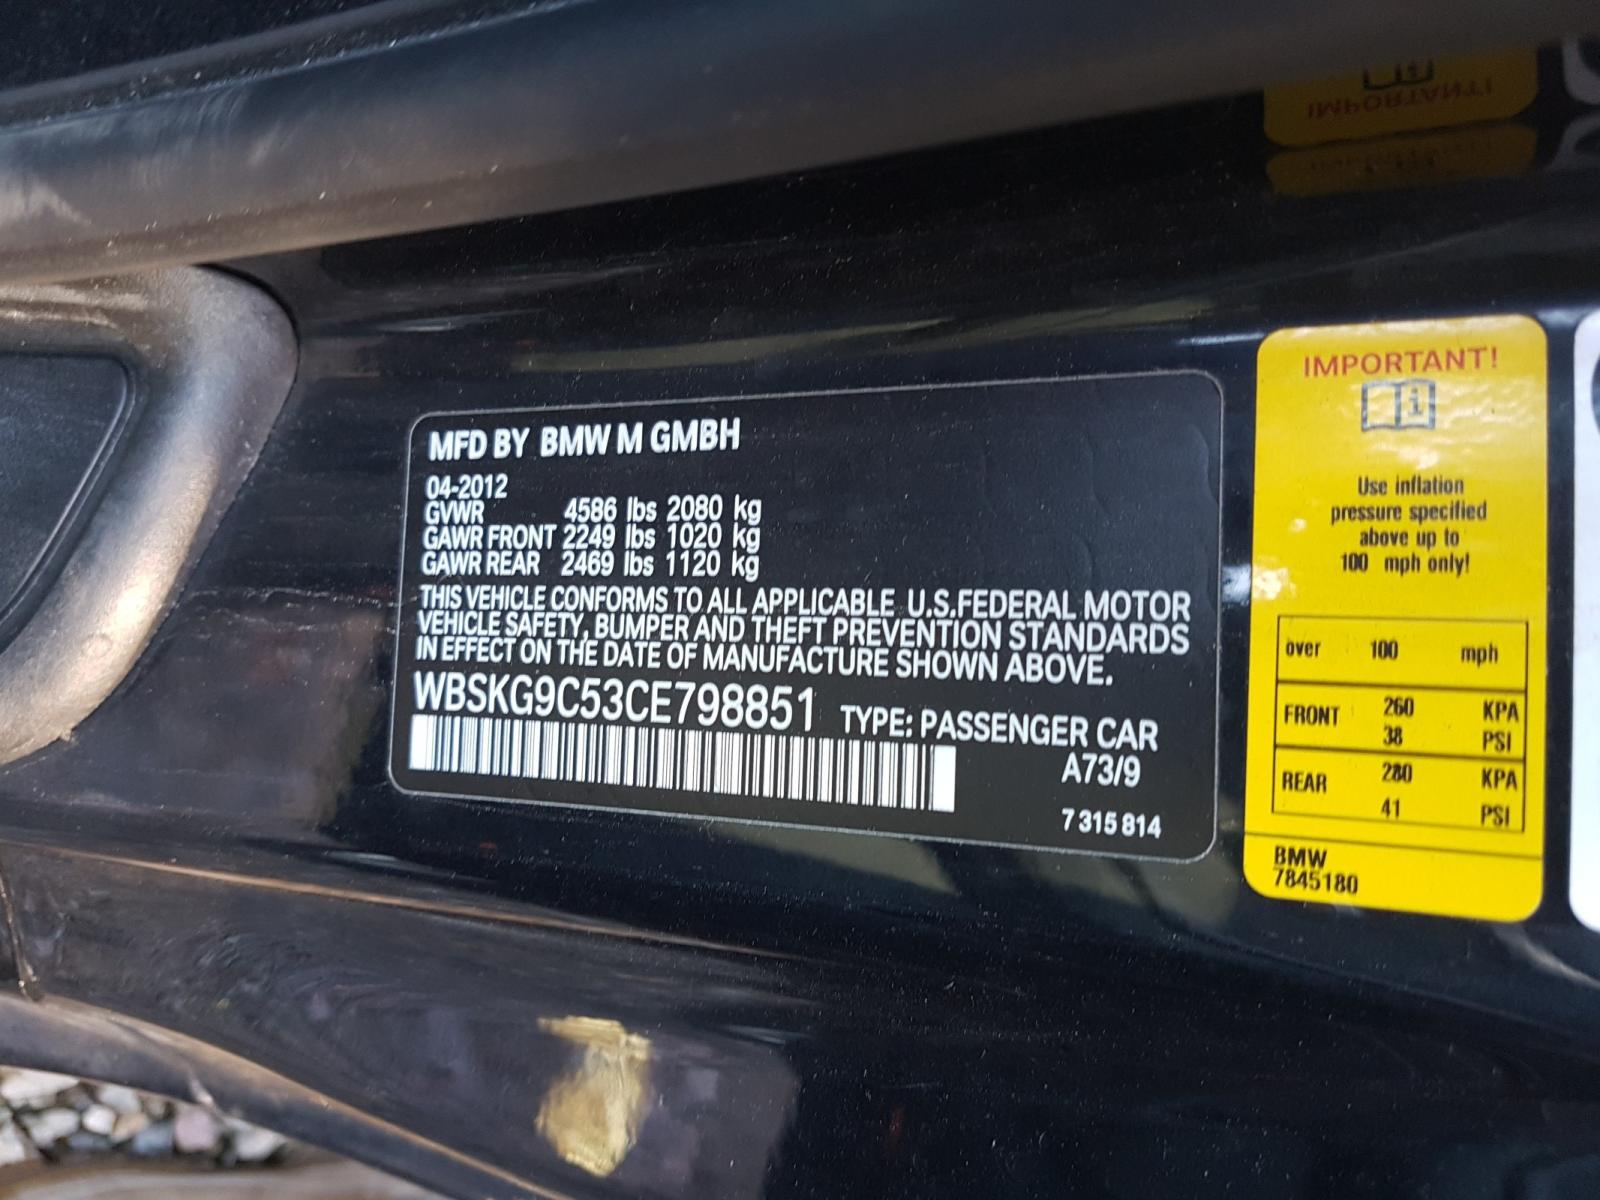 MFD BY BMW M GMBH
04-2012
GVWR 4586 lbs 2080 kg
GAWR FRONT 2249 lbs 1020 kg
GAWR REAR 2469 lbs 1120 kg
THIS VEHICLE CONFORMS TO ALL APPLICABLE U.S.FEDERAL MOTOR
VEHICLE SAFETY, BUMPER AND THEFT PREVENTION STANDARDS
IN EFFECT ON THE DATE OF MANUFACTURE SHOWN ABOVE.
WBSKG9C53CE798851 TYPE: PASSENGER CAR
A73/9
7 315 814
IMPORTANT!
i
Use inflation
pressure specified
above up to
100 mph only!
over 100 mph
FRONT 260 KPA
38 PSI
REAR 280 KPA
41 PSI
BMW
7845180
IMPORTANT!